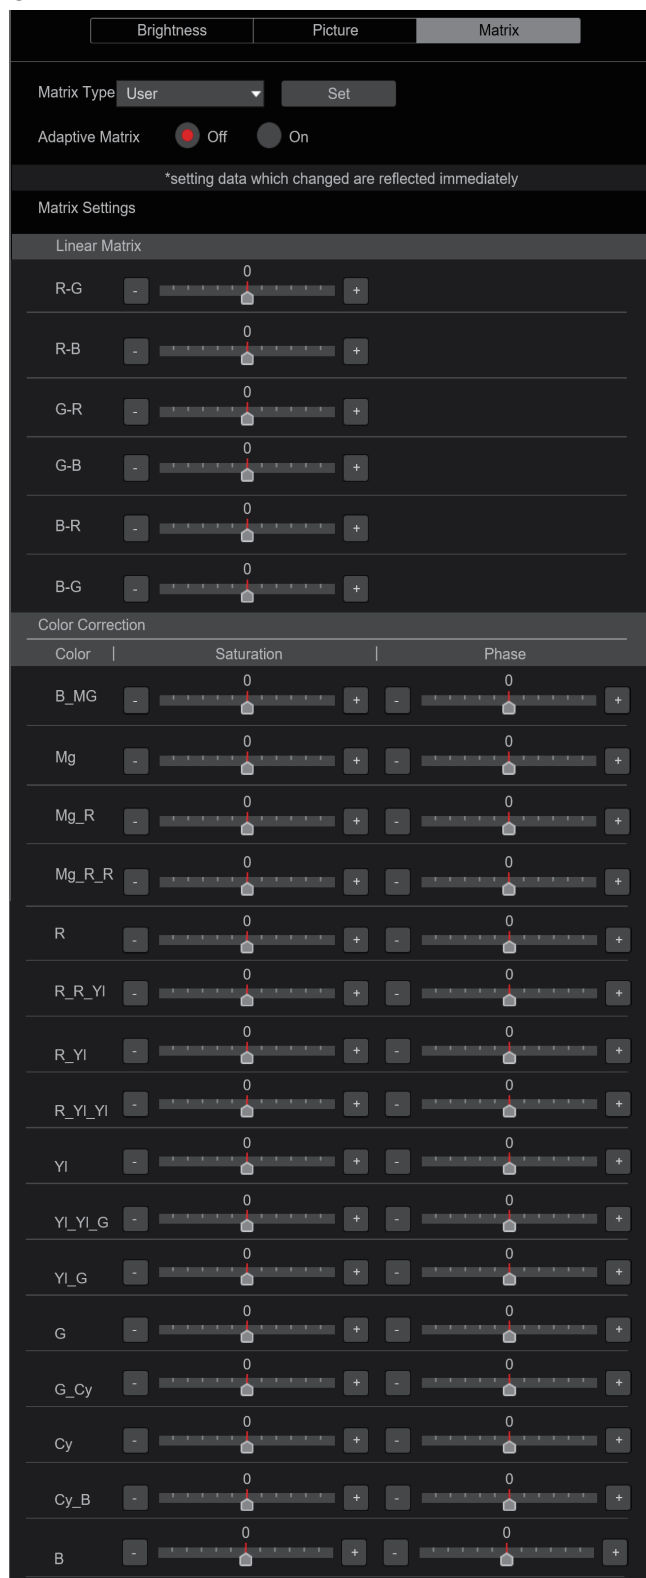 Brightness Picture Matrix
Matrix Type User Set
Adaptive Matrix Off On
*setting data which changed are reflected immediately
Matrix Settings
Linear Matrix
0
R-G - +
0
R-B - +
0
G-R - +
0
G-B - +
0
B-R - +
0
B-G - +
Color Correction
Color | Saturation | Phase
0 0
B_MG - + - +
0 0
Mg - + - +
0 0
Mg_R - + - +
0 0
Mg_R_R - + - +
0 0
R - + - +
0 0
R_R_Yl - + - +
0 0
R_Yl - + - +
0 0
R_Yl_Yl - + - +
0 0
Yl - + - +
0 0
Yl_Yl_G - + - +
0 0
Yl_G - + - +
0 0
G - + - +
0 0
G_Cy - + - +
0 0
Cy - + - +
0 0
Cy_B - + - +
0 0
B - + - +